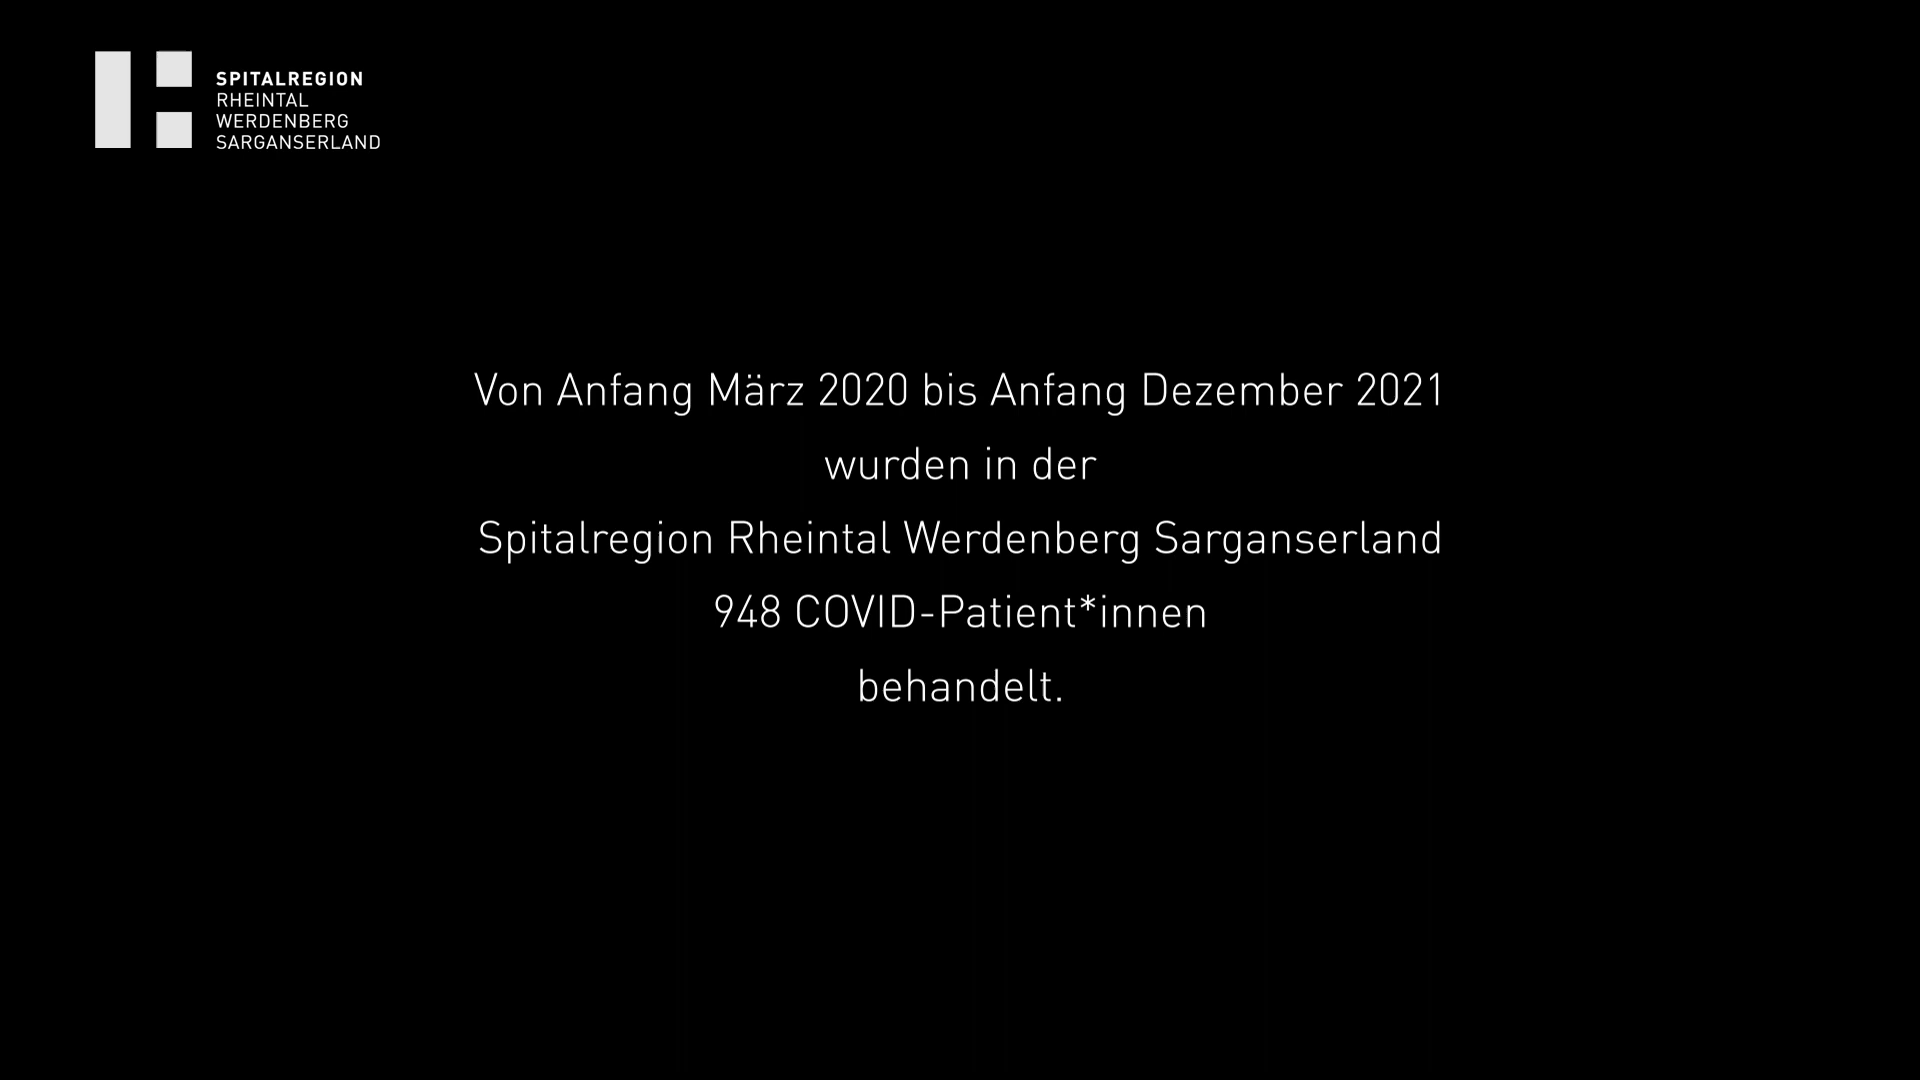 SPITALREGION
RHEINTAL
WERDENBERG
SARGANSERLAND
Von Anfang März 2020 bis Anfang Dezember 2021
wurden in der
Spitalregion Rheintal Werdenberg Sarganserland
948 COVID-Patient*innen
behandelt.